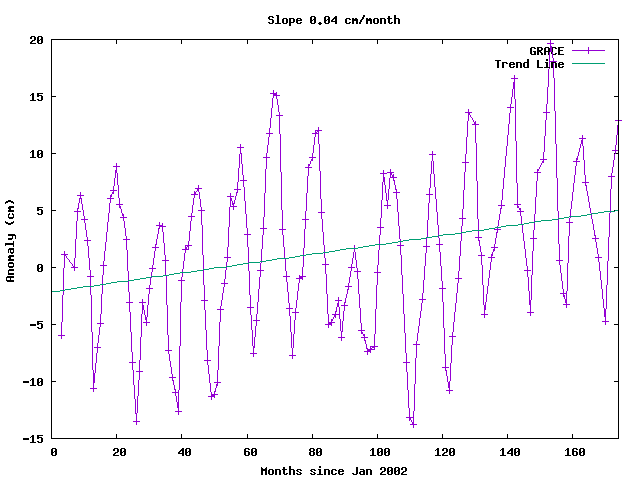 Slope 0.04 cm/month
GRACE
Trend Line
20
15
10
5
0
-5
-10
-15
Anomaly (cm)
0 20 40 60 80 100 120 140 160
Months since Jan 2002